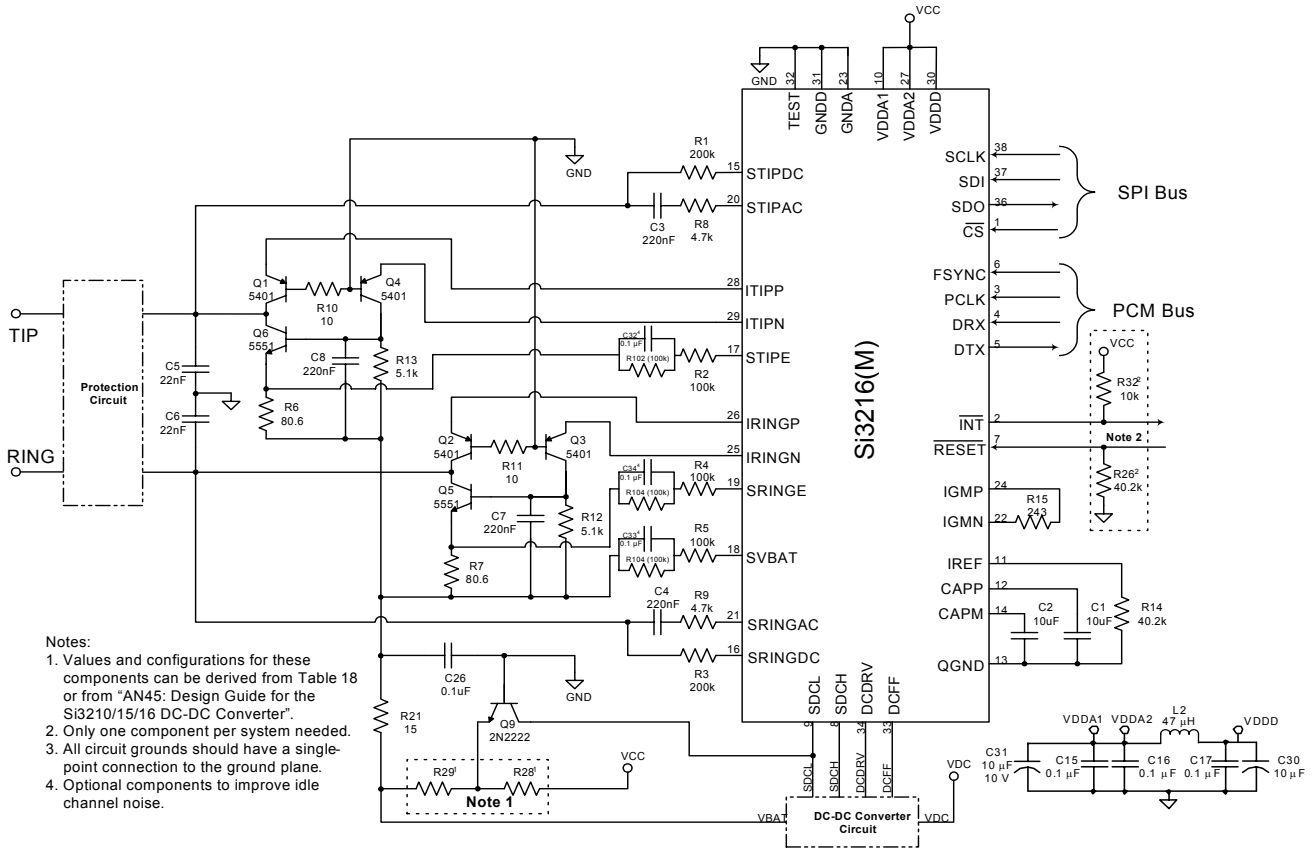 VCC
GND
TEST 32
GNDD 31
GNDA 23
VDDA1 10
VDDA2 27
VDDD 30
Si3216(M)
GND
R1
200k
15 STIPDC
20 STIPAC
C3
220nF
R8
4.7k
28 ITIPP
29 ITIPN
17 STIPE
26 IRINGP
25 IRINGN
19 SRINGE
18 SVBAT
21 SRINGAC
16 SRINGDC
SCLK 38
SDI 37
SDO 36
CS 1
SPI Bus
FSYNC 6
PCLK 3
DRX 4
DTX 5
PCM Bus
VCC
R32²
10k
INT 2
Note 2
RESET 7
R26²
40.2k
IGMP 24
R15
243
IGMN 22
IREF 11
CAPP 12
CAPM 14
C2
10uF
C1
10uF
R14
40.2k
QGND 13
TIP
RING
Protection
Circuit
C5
22nF
C6
22nF
Q1
5401
R10
10
Q4
5401
Q6
5551
C8
220nF
R13
5.1k
R6
80.6
C32⁴
0.1 µF
R102 (100k)
R2
100k
Q2
5401
R11
10
Q3
5401
Q5
5551
C7
220nF
R12
5.1k
R7
80.6
C34⁴
0.1 µF
R104 (100k)
R4
100k
C33⁴
0.1 µF
R104 (100k)
R5
100k
C4
220nF
R9
4.7k
R3
200k
C26
0.1uF
GND
R21
15
Q9
2N2222
R29¹
R28¹
Note 1
VCC
SDCL 9
SDCH 8
DCDRV 34
DCFF 33
SDCL
SDCH
DCDRV
DCFF
VBAT
DC-DC Converter
Circuit
VDC
VDC
VDDA1
VDDA2
L2
47 µH
VDDD
C31
10 µF
10 V
C15
0.1 µF
C16
0.1 µF
C17
0.1 µF
C30
10 µF
Notes:
1. Values and configurations for these
components can be derived from Table 18
or from “AN45: Design Guide for the
Si3210/15/16 DC-DC Converter”.
2. Only one component per system needed.
3. All circuit grounds should have a single-
point connection to the ground plane.
4. Optional components to improve idle
channel noise.